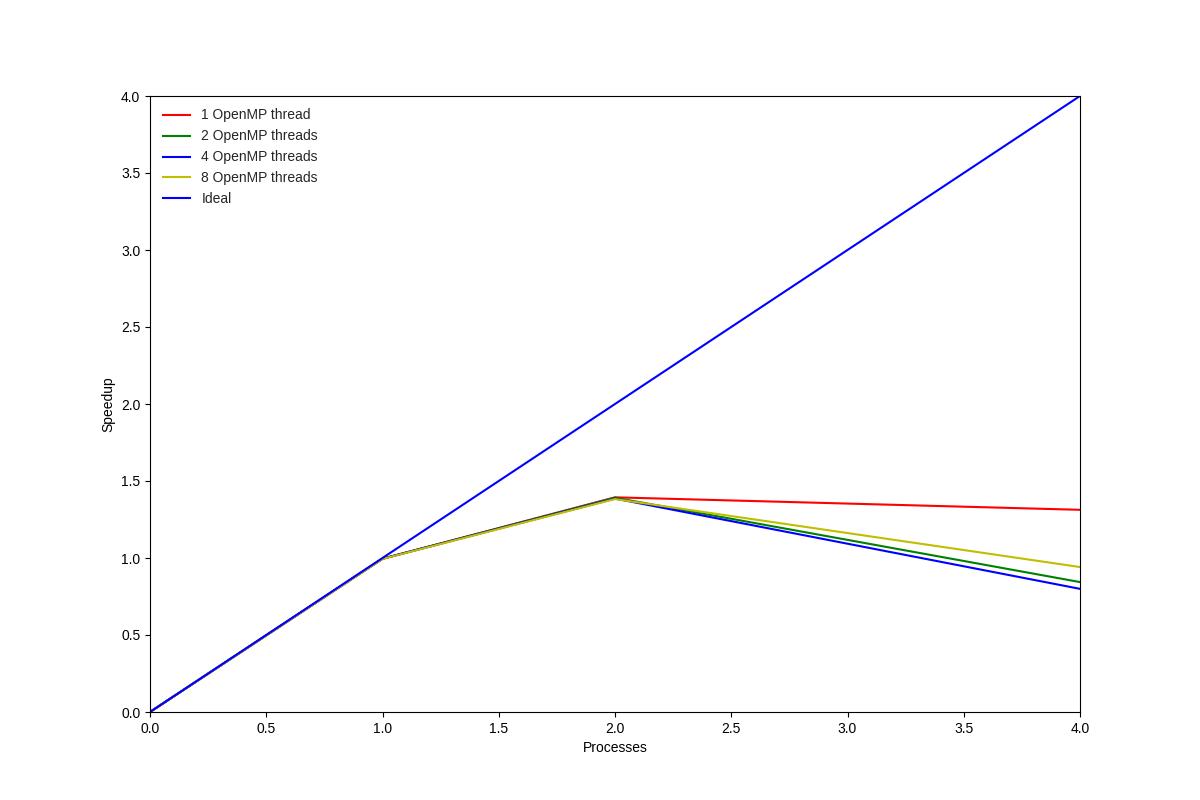 4.0
1 OpenMP thread
2 OpenMP threads
4 OpenMP threads
8 OpenMP threads
Ideal
3.5
3.0
2.5
2.0
1.5
1.0
0.5
0.0
Speedup
0.0 0.5 1.0 1.5 2.0 2.5 3.0 3.5 4.0
Processes